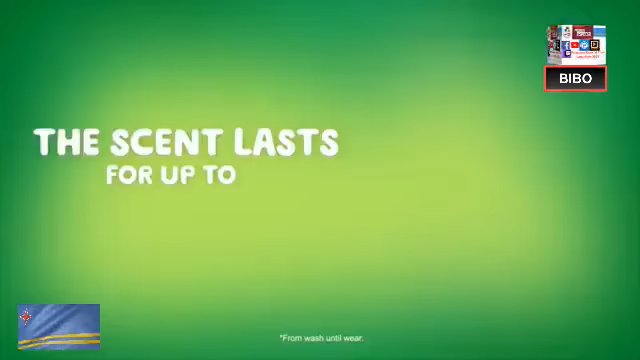 THE SCENT LASTS
FOR UP TO
BIBO
*From wash until wear.